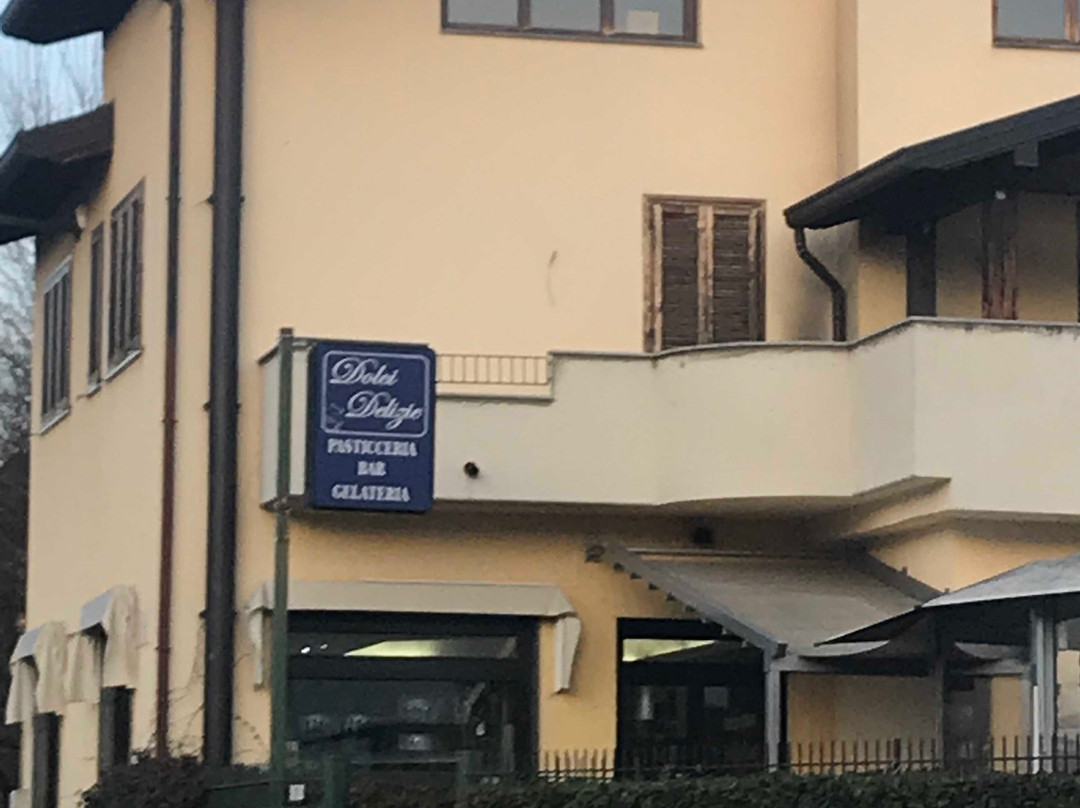 Dolci
Delizie
PASTICCERIA
BAR
GELATERIA